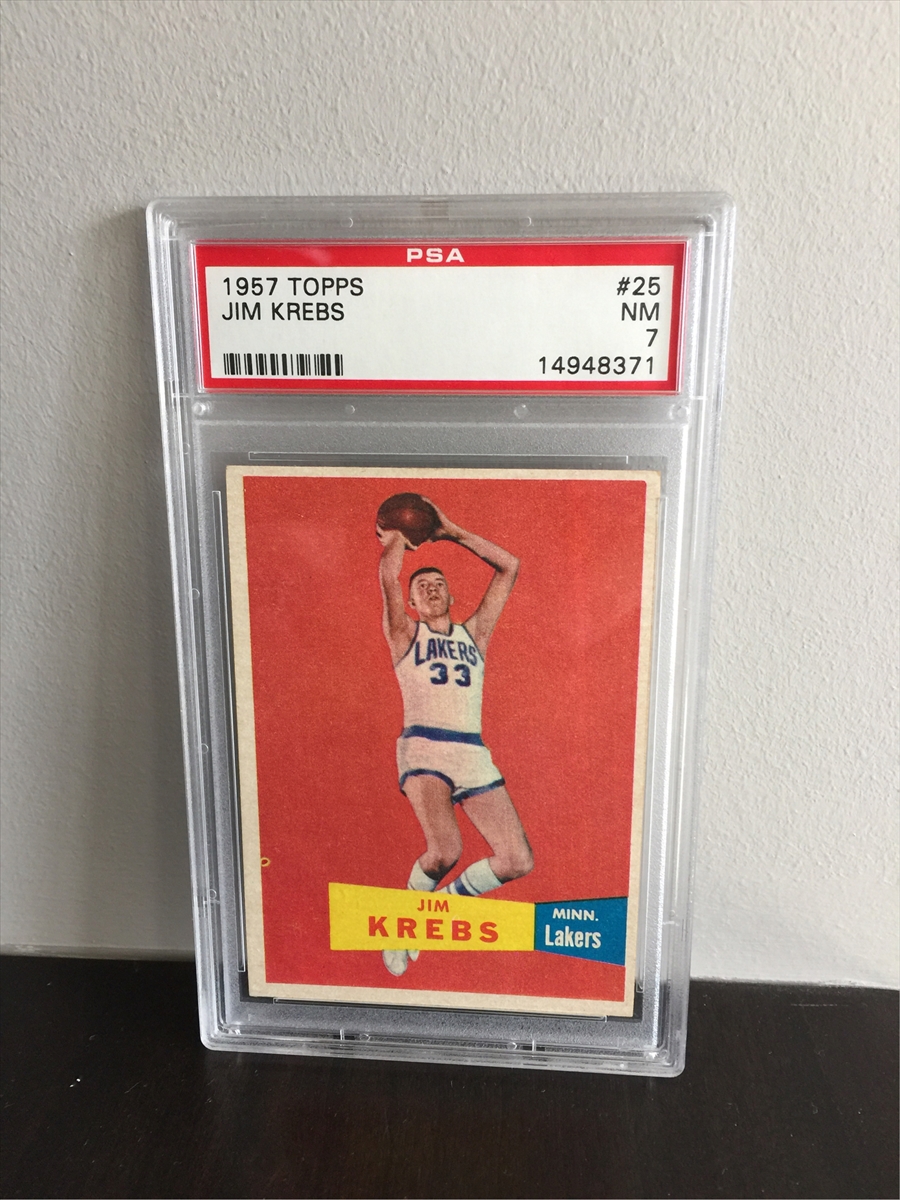 PSA
1957 TOPPS #25
JIM KREBS NM
7
14948371
LAKERS
33
JIM
KREBS
MINN.
Lakers